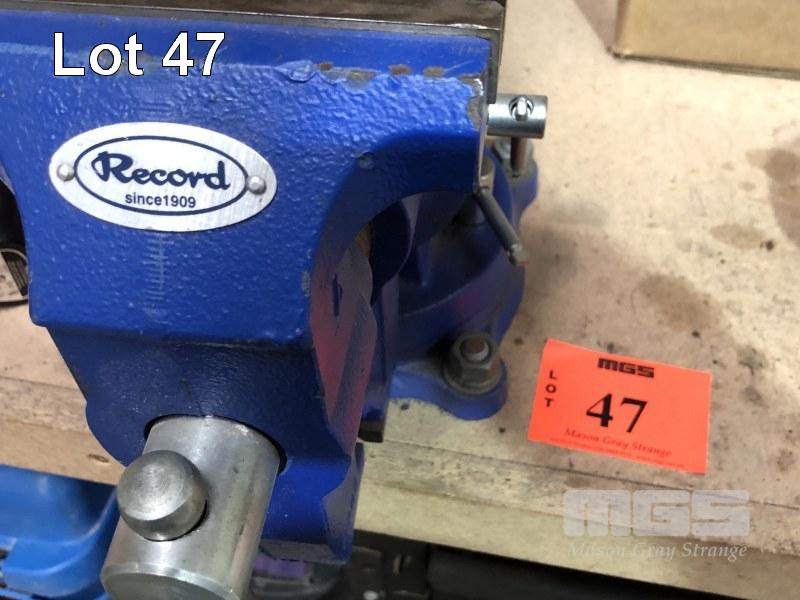 Lot 47
Record
since1909
MGS
LOT
47
Mason Gray Strange
MGS
Mason Gray Strange